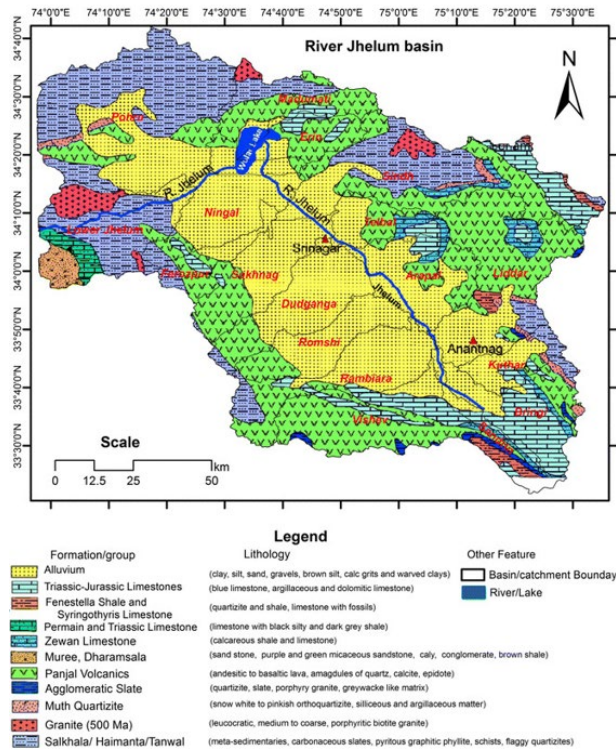 74°0'0"E 74°10'0"E 74°20'0"E 74°30'0"E 74°40'0"E 74°50'0"E 75°0'0"E 75°10'0"E 75°20'0"E 75°30'0"E
River Jhelum basin
N
34°40'0"N
34°30'0"N
34°20'0"N
34°10'0"N
34°0'0"N
33°50'0"N
33°40'0"N
33°30'0"N
Pohru
Madumati
Erin
Wular Lake
Sindh
R. Jhelum
R. Jhelum
Ningal
Lower Jhelum
Telbal
Srinagar
Ferozpur
Sukhnag
Arapal
Liddar
Jhelum
Dudganga
Romshi
Anantnag
Kuthar
Rambiara
Bringi
Vishav
Scale
0 12.5 25 50
km
Legend
Formation/group Lithology Other Feature
Alluvium (clay, silt, sand, gravels, brown silt, calc grits and warved clays) Basin/catchment Boundary
Triassic-Jurassic Limestones (blue limestone, argillaceous and dolomitic limestone) River/Lake
Fenestella Shale and Syringothyris Limestone (quartizite and shale, limestone with fossils)
Permain and Triassic Limestone (limestone with black silty and dark grey shale)
Zewan Limestone (calcareous shale and limestone)
Muree, Dharamsala (sand stone, purple and green micaceous sandstone, caly, conglomerate, brown shale)
Panjal Volcanics (andesitic to basaltic lava, amagdules of quartz, calcite, epidote)
Agglomeratic Slate (quartizite, slate, porphyry granite, greywacke like matrix)
Muth Quartizite (snow white to pinkish orthoquartizite, silliceous and argillaceous matter)
Granite (500 Ma) (leucocratic, medium to coarse, porphyritic biotite granite)
Salkhala/ Haimanta/Tanwal (meta-sedimentaries, carbonaceous slates, pyritous graphitic phyllite, schists, flaggy quartizites)